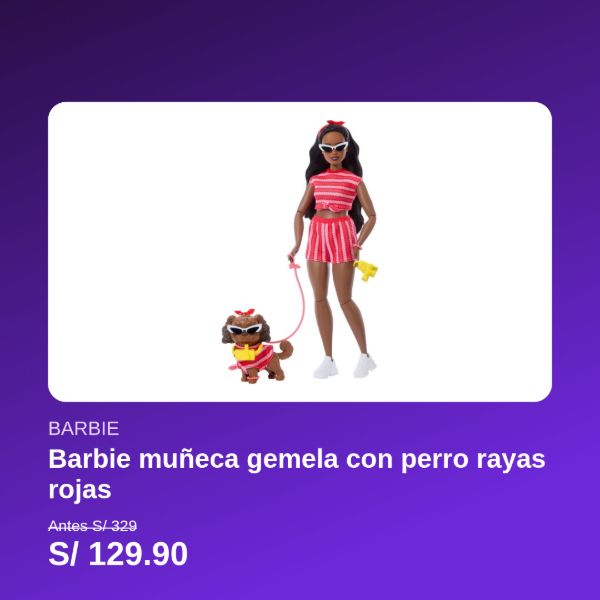 BARBIE
Barbie muñeca gemela con perro rayas
rojas
Antes S/ 329
S/ 129.90